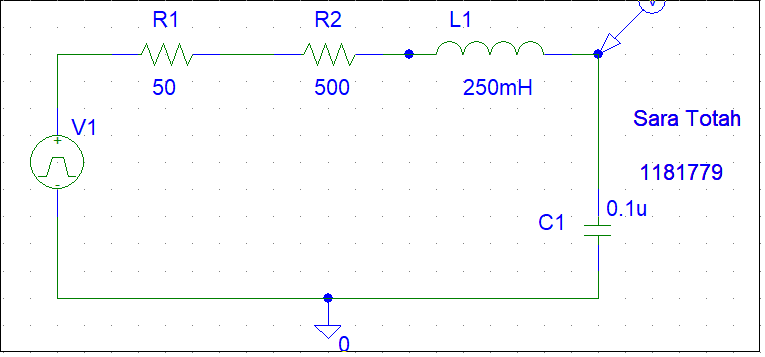 V
R1
R2
L1
50
500
250mH
V1
+
-
Sara Totah
1181779
C1
0.1u
0